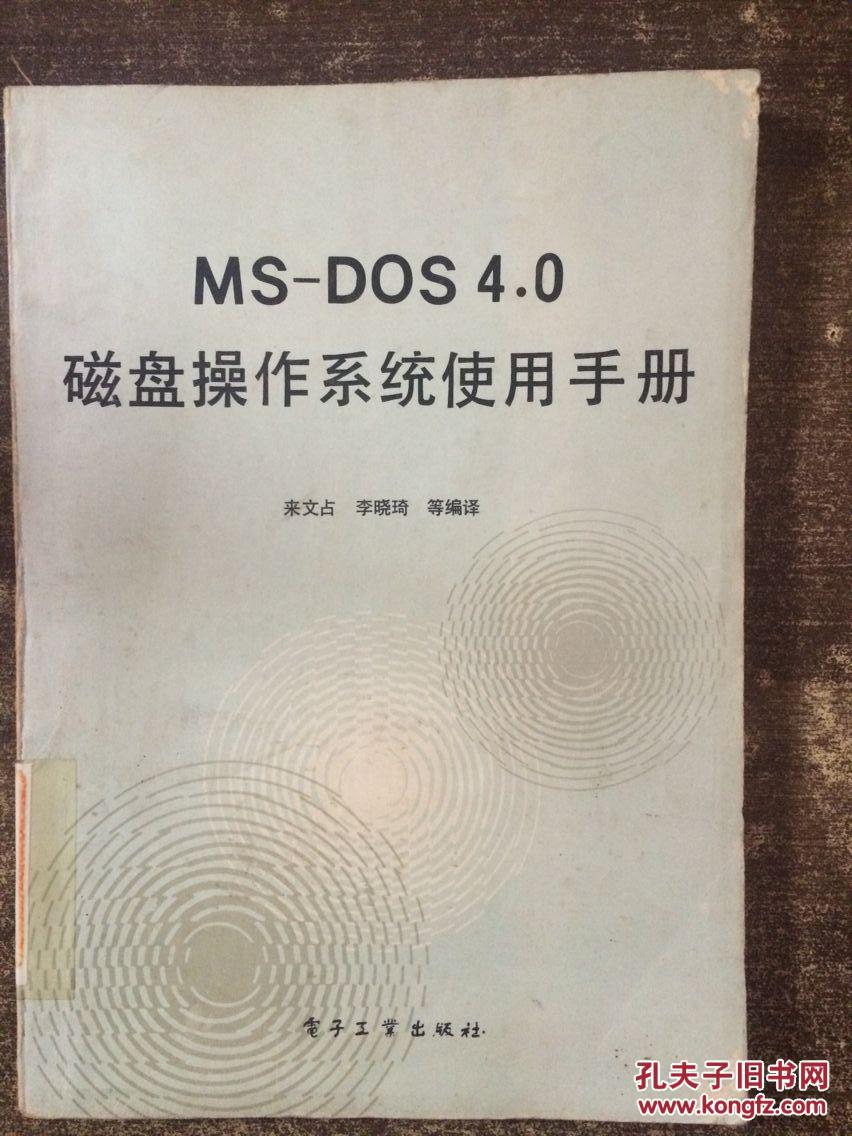 MS-DOS 4.0
磁盘操作系统使用手册
来文占 李晓琦 等编译
電子工業出版社
孔夫子旧书网
www.kongfz.com